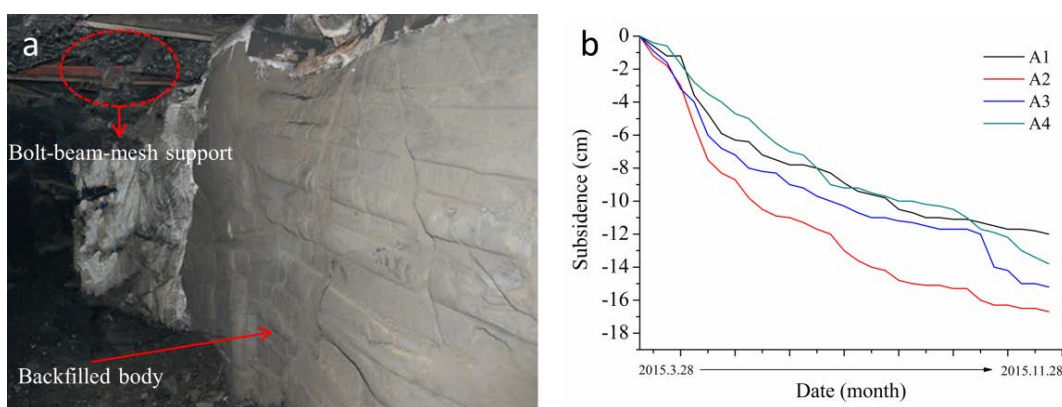 a
Bolt-beam-mesh support
Backfilled body
b
A1
A2
A3
A4
0
-2
-4
-6
-8
-10
-12
-14
-16
-18
Subsidence (cm)
2015.3.28
2015.11.28
Date (month)